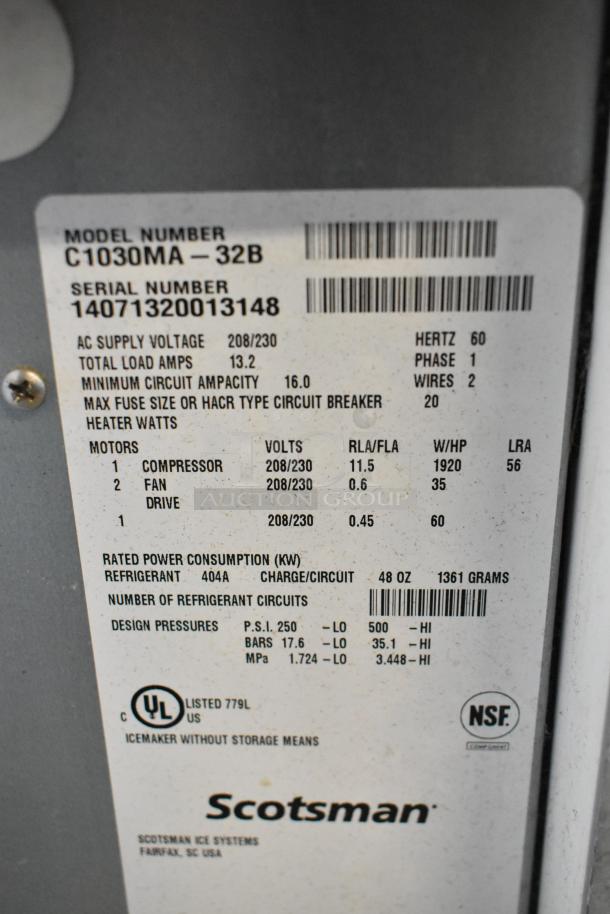 MODEL NUMBER
C1030MA – 32B
SERIAL NUMBER
14071320013148
AC SUPPLY VOLTAGE 208/230 HERTZ 60
TOTAL LOAD AMPS 13.2 PHASE 1
MINIMUM CIRCUIT AMPACITY 16.0 WIRES 2
MAX FUSE SIZE OR HACR TYPE CIRCUIT BREAKER 20
HEATER WATTS
MOTORS VOLTS RLA/FLA W/HP LRA
1 COMPRESSOR 208/230 11.5 1920 56
2 FAN 208/230 0.6 35
DRIVE
1 208/230 0.45 60
AUCTION GROUP
RATED POWER CONSUMPTION (KW)
REFRIGERANT 404A CHARGE/CIRCUIT 48 OZ 1361 GRAMS
NUMBER OF REFRIGERANT CIRCUITS
DESIGN PRESSURES P.S.I. 250 – LO 500 – HI
BARS 17.6 – LO 35.1 – HI
MPa 1.724 – LO 3.448 – HI
C UL US LISTED 779L
NSF.
COMPONENT
ICEMAKER WITHOUT STORAGE MEANS
Scotsman
SCOTSMAN ICE SYSTEMS
FAIRFAX, SC USA